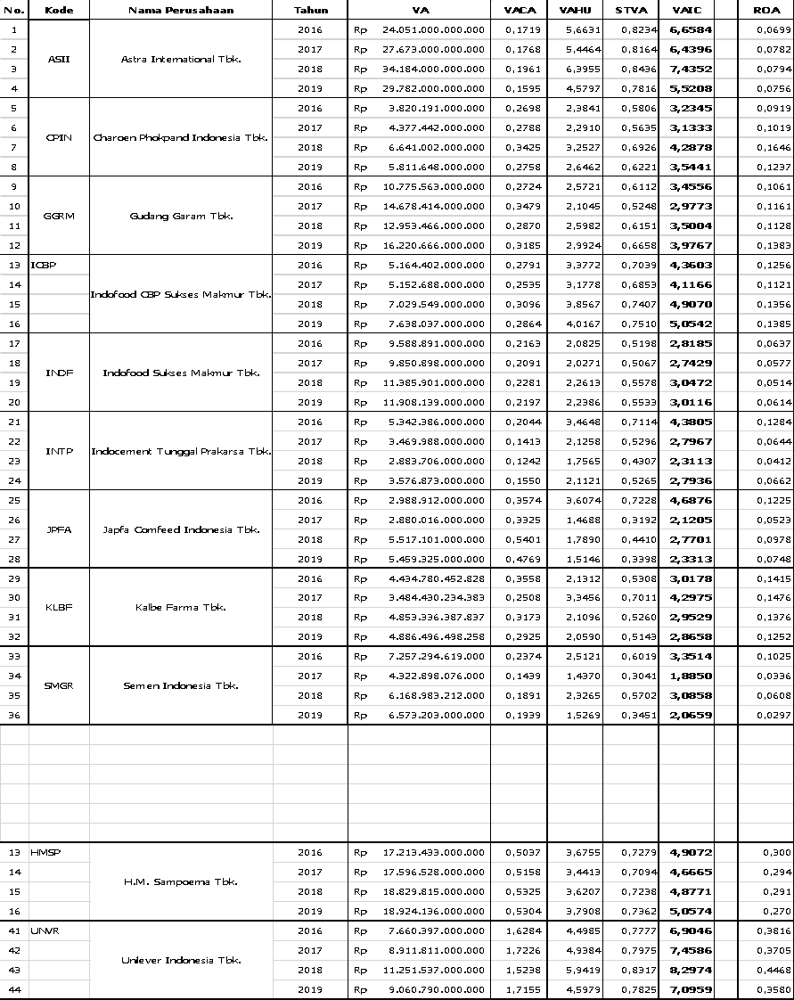 No. Kode Nama Perusahaan Tahun VA VACA VAHU STVA VAIC ROA
1 2016 Rp 24.051.000.000.000 0,1719 5,6631 0,8234 6,6584 0,0699
2 2017 Rp 27.673.000.000.000 0,1768 5,4464 0,8164 6,4396 0,0782
ASII Astra International Tbk.
3 2018 Rp 34.184.000.000.000 0,1961 6,3955 0,8436 7,4352 0,0794
4 2019 Rp 29.782.000.000.000 0,1595 4,5797 0,7816 5,5208 0,0756
5 2016 Rp 3.820.191.000.000 0,2698 2,3841 0,5806 3,2345 0,0919
6 2017 Rp 4.377.442.000.000 0,2788 2,2910 0,5635 3,1333 0,1019
CPIN Charoen Phokpand Indonesia Tbk.
7 2018 Rp 6.641.002.000.000 0,3425 3,2527 0,6926 4,2878 0,1646
8 2019 Rp 5.811.648.000.000 0,2758 2,6462 0,6221 3,5441 0,1237
9 2016 Rp 10.775.563.000.000 0,2724 2,5721 0,6112 3,4556 0,1061
10 2017 Rp 14.678.414.000.000 0,3479 2,1045 0,5248 2,9773 0,1161
GGRM Gudang Garam Tbk.
11 2018 Rp 12.953.466.000.000 0,2870 2,5982 0,6151 3,5004 0,1128
12 2019 Rp 16.220.666.000.000 0,3185 2,9924 0,6658 3,9767 0,1383
13 ICBP 2016 Rp 5.164.402.000.000 0,2791 3,3772 0,7039 4,3603 0,1256
14 2017 Rp 5.152.688.000.000 0,2535 3,1778 0,6853 4,1166 0,1121
Indofood CBP Sukses Makmur Tbk.
15 2018 Rp 7.029.549.000.000 0,3096 3,8567 0,7407 4,9070 0,1356
16 2019 Rp 7.638.037.000.000 0,2864 4,0167 0,7510 5,0542 0,1385
17 2016 Rp 9.588.891.000.000 0,2163 2,0825 0,5198 2,8185 0,0637
18 2017 Rp 9.850.898.000.000 0,2091 2,0271 0,5067 2,7429 0,0577
INDF Indofood Sukses Makmur Tbk.
19 2018 Rp 11.385.901.000.000 0,2281 2,2613 0,5578 3,0472 0,0514
20 2019 Rp 11.908.139.000.000 0,2197 2,2386 0,5533 3,0116 0,0614
21 2016 Rp 5.342.386.000.000 0,2044 3,4648 0,7114 4,3805 0,1284
22 2017 Rp 3.469.988.000.000 0,1413 2,1258 0,5296 2,7967 0,0644
INTP Indocement Tunggal Prakarsa Tbk.
23 2018 Rp 2.883.706.000.000 0,1242 1,7565 0,4307 2,3113 0,0412
24 2019 Rp 3.576.873.000.000 0,1550 2,1121 0,5265 2,7936 0,0662
25 2016 Rp 2.988.912.000.000 0,3574 3,6074 0,7228 4,6876 0,1225
26 2017 Rp 2.880.016.000.000 0,3325 1,4688 0,3192 2,1205 0,0523
JPFA Japfa Comfeed Indonesia Tbk.
27 2018 Rp 5.517.101.000.000 0,5401 1,7890 0,4410 2,7701 0,0978
28 2019 Rp 5.459.325.000.000 0,4769 1,5146 0,3398 2,3313 0,0748
29 2016 Rp 4.434.780.452.828 0,3558 2,1312 0,5308 3,0178 0,1415
30 2017 Rp 3.484.430.234.383 0,2508 3,3456 0,7011 4,2975 0,1476
KLBF Kalbe Farma Tbk.
31 2018 Rp 4.853.336.387.837 0,3173 2,1096 0,5260 2,9529 0,1376
32 2019 Rp 4.886.496.498.258 0,2925 2,0590 0,5143 2,8658 0,1252
33 2016 Rp 7.257.294.619.000 0,2374 2,5121 0,6019 3,3514 0,1025
34 2017 Rp 4.322.898.076.000 0,1439 1,4370 0,3041 1,8850 0,0336
SMGR Semen Indonesia Tbk.
35 2018 Rp 6.168.983.212.000 0,1891 2,3265 0,5702 3,0858 0,0608
36 2019 Rp 6.573.203.000.000 0,1939 1,5269 0,3451 2,0659 0,0297
13 HMSP 2016 Rp 17.213.433.000.000 0,5037 3,6755 0,7279 4,9072 0,300
14 2017 Rp 17.596.528.000.000 0,5158 3,4413 0,7094 4,6665 0,294
H.M. Sampoerna Tbk.
15 2018 Rp 18.829.815.000.000 0,5325 3,6207 0,7238 4,8771 0,291
16 2019 Rp 18.924.136.000.000 0,5304 3,7908 0,7362 5,0574 0,270
41 UNVR 2016 Rp 7.660.397.000.000 1,6284 4,4985 0,7777 6,9046 0,3816
42 2017 Rp 8.911.811.000.000 1,7226 4,9384 0,7975 7,4586 0,3705
Unlever Indonesia Tbk.
43 2018 Rp 11.251.537.000.000 1,5238 5,9419 0,8317 8,2974 0,4468
44 2019 Rp 9.060.790.000.000 1,7155 4,5979 0,7825 7,0959 0,3580